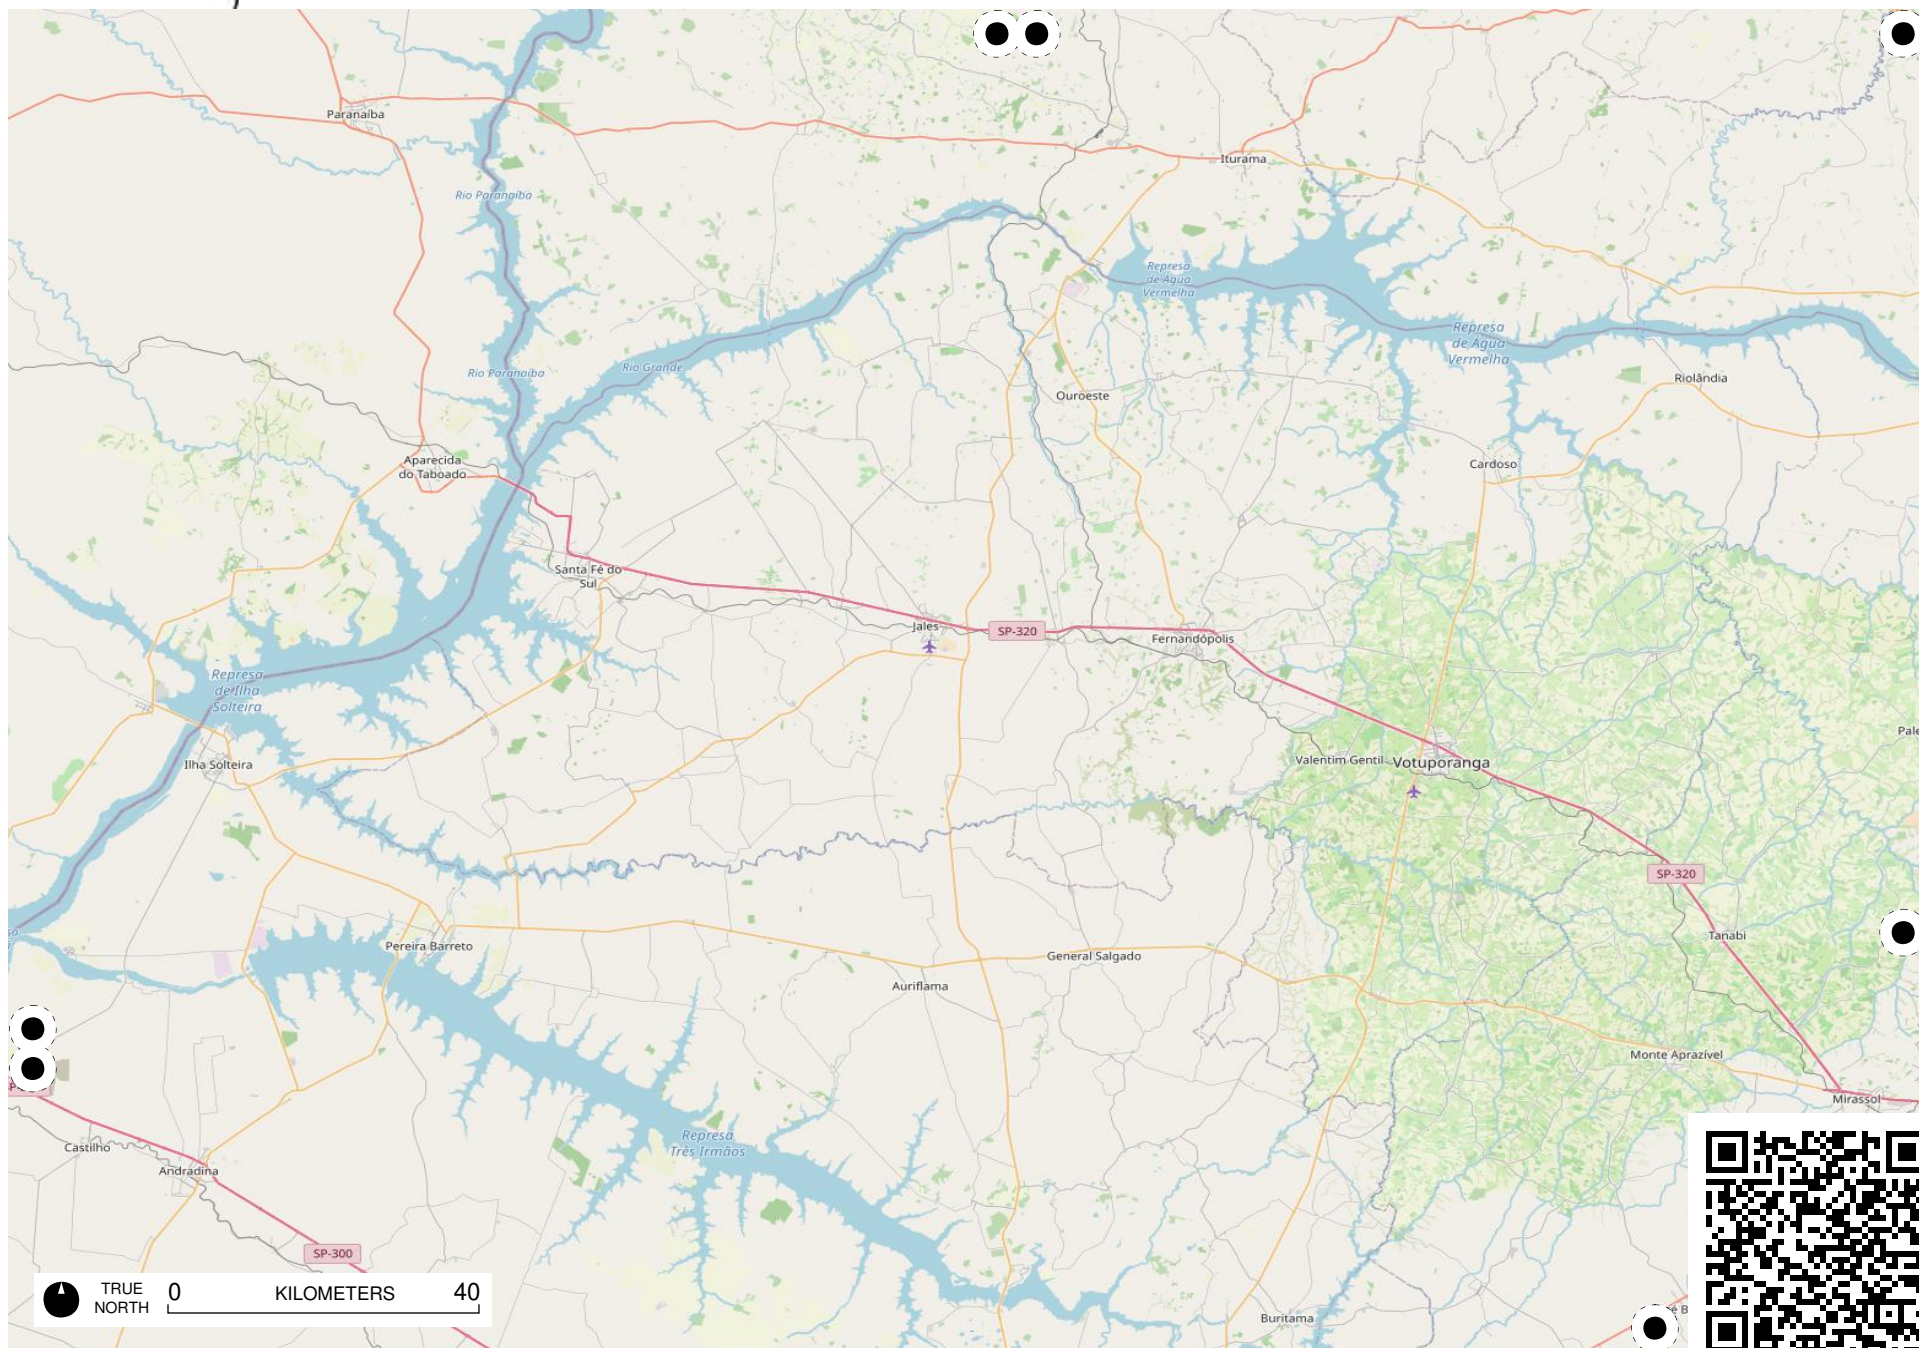 Paranaíba
Iturama
Rio Paranaíba
Represa
de Água
Vermelha
Represa
de Água
Vermelha
Rio Grande
Rio Paranaíba
Riolândia
Ouroeste
Aparecida
do Taboado
Cardoso
Santa Fé do
Sul
Jales
SP-320
Fernandópolis
Represa
de Ilha
Solteira
Pale
Ilha Solteira
Valentim Gentil
Votuporanga
SP-320
Tanabi
Pereira Barreto
General Salgado
Auriflama
Monte Aprazível
Mirassol
Castilho
Represa
Três Irmãos
Andradina
SP-300
TRUE
NORTH
0 KILOMETERS 40
Buritama
é B